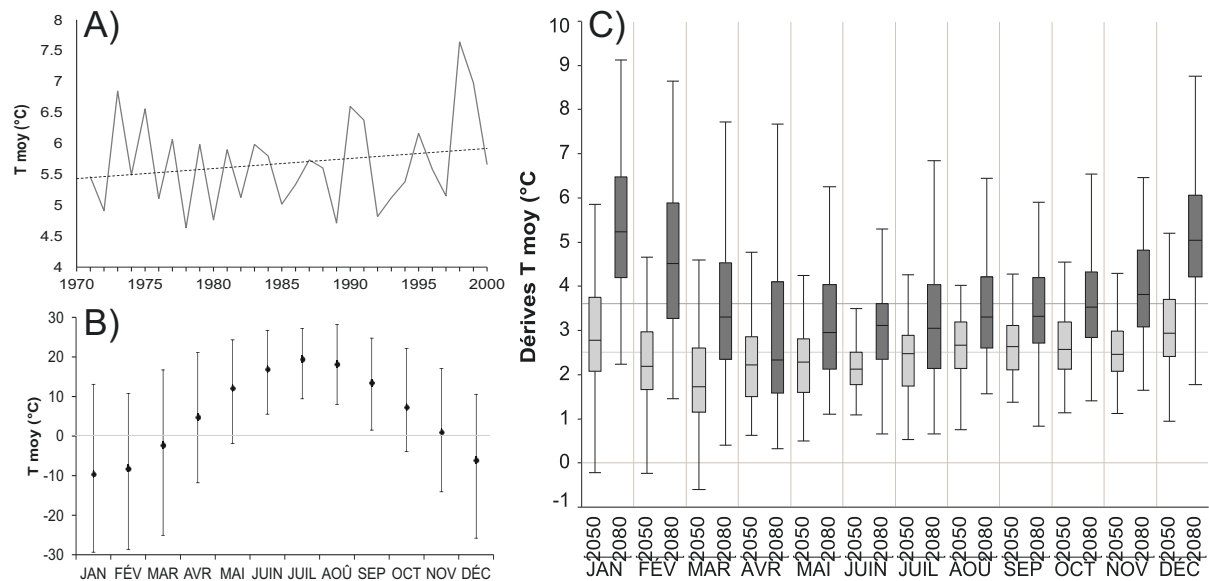 A)
8
7.5
7
6.5
6
5.5
5
4.5
4
T moy (°C)
1970 1975 1980 1985 1990 1995 2000
B)
30
20
10
0
-10
-20
-30
T moy (°C)
JAN FÉV MAR AVR MAI JUIN JUIL AOÛ SEP OCT NOV DÉC
C)
10
9
8
7
6
5
4
3
2
1
0
-1
Dérives T moy (°C)
2050 2080 2050 2080 2050 2080 2050 2080 2050 2080 2050 2080 2050 2080 2050 2080 2050 2080 2050 2080 2050 2080 2050 2080
JAN FÉV MAR AVR MAI JUIN JUIL AOÛ SEP OCT NOV DÉC